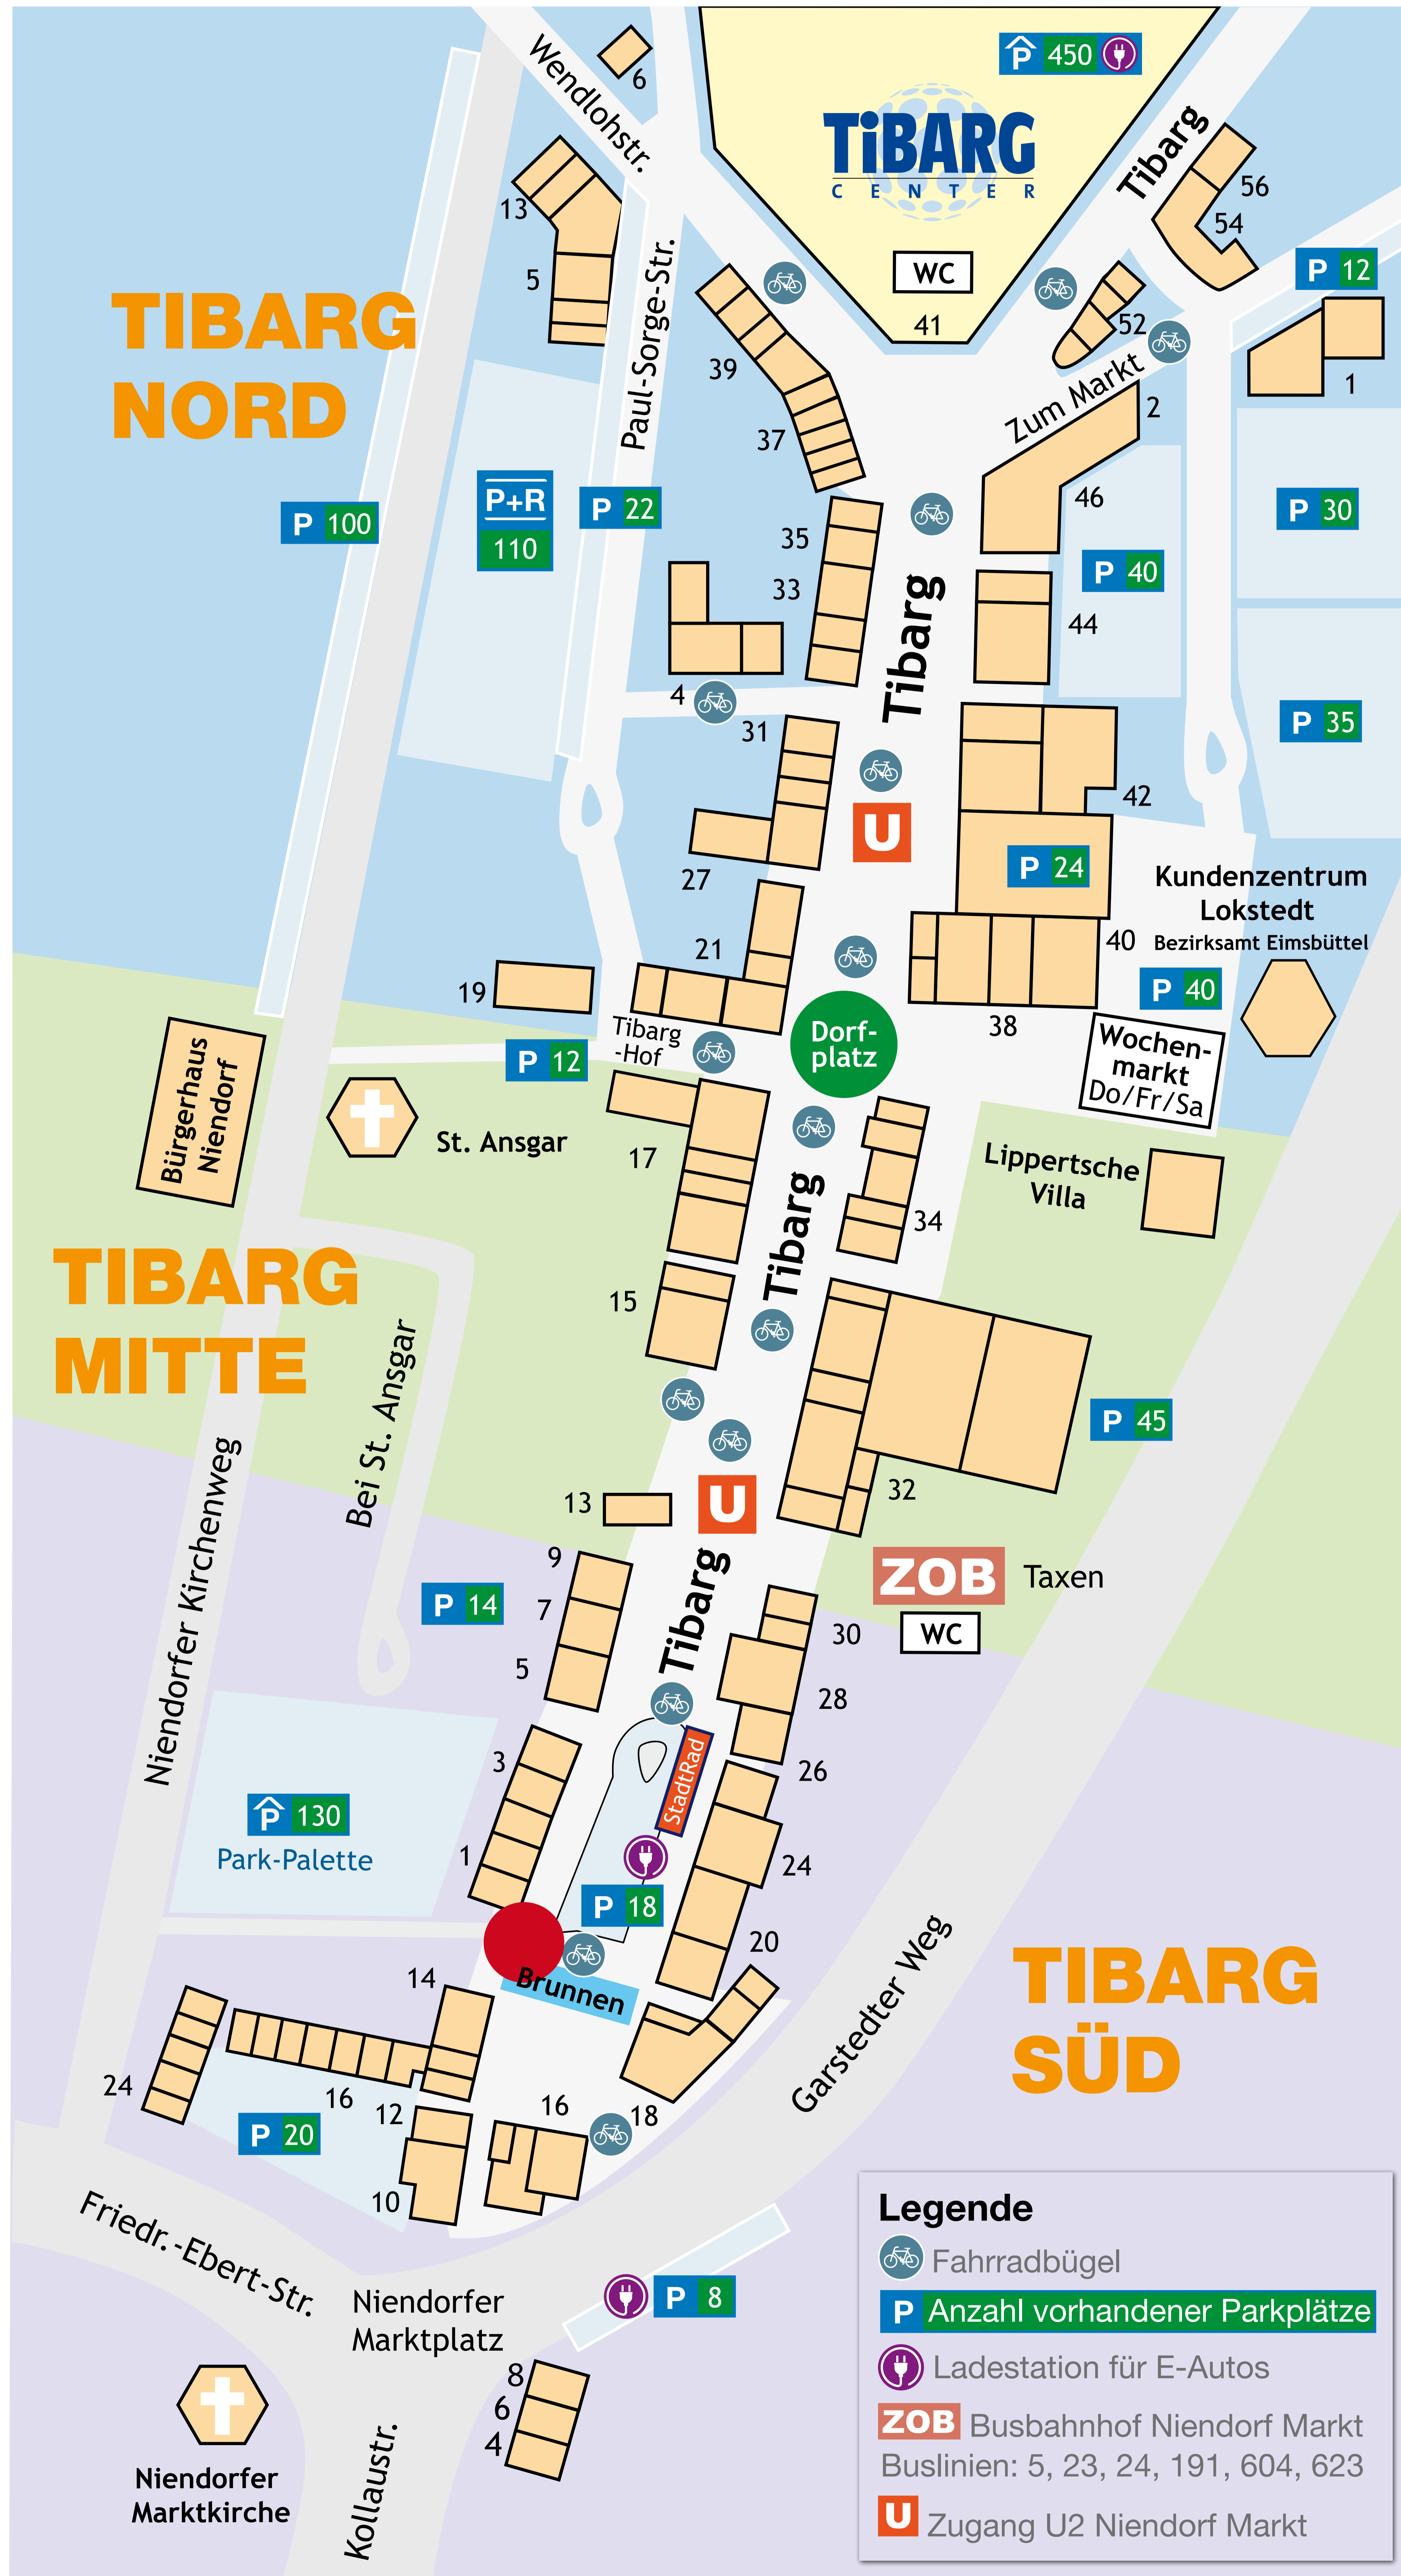 Wendlohstr.
6
P 450
TiBARG
CENTER
WC
41
Tibarg
56
54
P 12
52
1
13
5
TIBARG
NORD
Paul-Sorge-Str.
39
37
Zum Markt
2
46
P 100
P+R
110
P 22
35
33
P 40
P 30
44
Tibarg
4
31
P 35
U
42
27
P 24
Kundenzentrum
Lokstedt
Bezirksamt Eimsbüttel
40
21
19
P 40
38
Tibarg
-Hof
Dorf-
platz
Wochen-
markt
Do/Fr/Sa
P 12
Bürgerhaus
Niendorf
St. Ansgar
17
Lippertsche
Villa
34
Tibarg
TIBARG
MITTE
15
Bei St. Ansgar
P 45
Niendorfer Kirchenweg
13
U
32
9
7
5
P 14
ZOB Taxen
WC
Tibarg
30
28
26
3
StadtRad
P 130
Park-Palette
1
24
P 18
20
Brunnen
14
TIBARG
SÜD
Garstedter Weg
24
16
12
16
18
P 20
10
Friedr.-Ebert-Str.
Niendorfer
Marktplatz
P 8
8
6
4
Niendorfer
Marktkirche
Kollaustr.
Legende
Fahrradbügel
P Anzahl vorhandener Parkplätze
Ladestation für E-Autos
ZOB Busbahnhof Niendorf Markt
Buslinien: 5, 23, 24, 191, 604, 623
U Zugang U2 Niendorf Markt